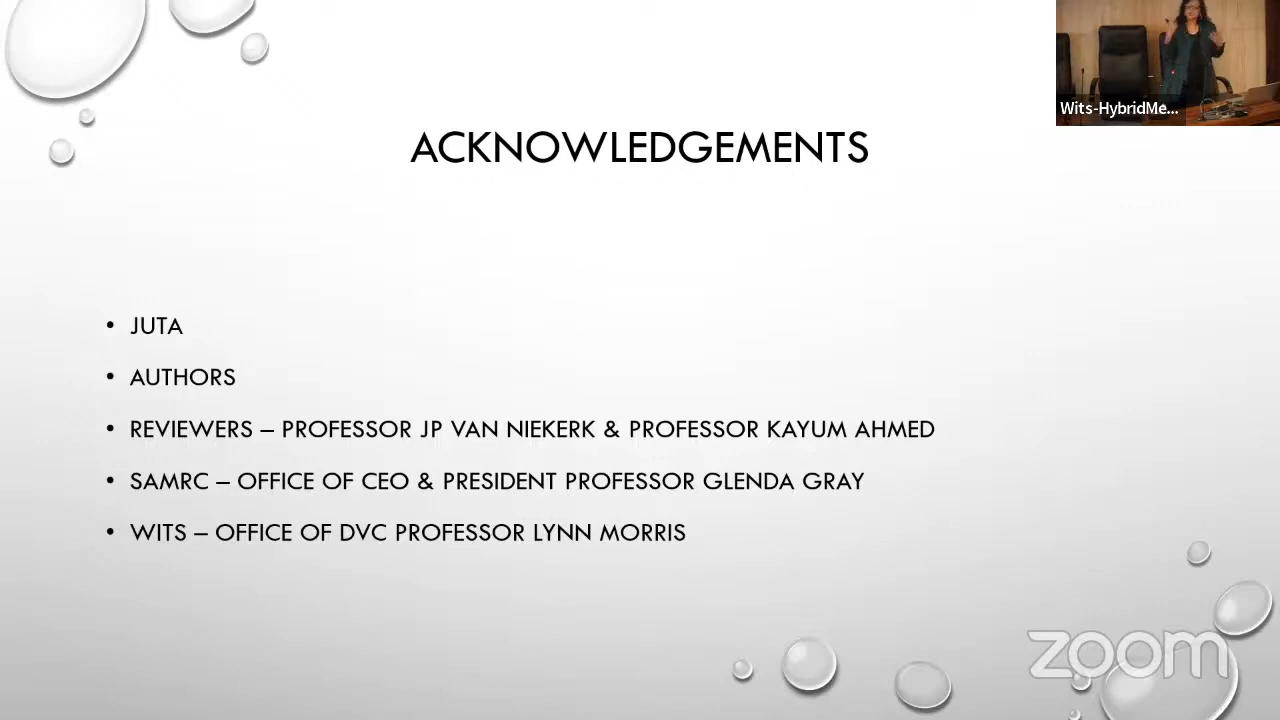 Wits-HybridMe...
ACKNOWLEDGEMENTS
• JUTA
• AUTHORS
• REVIEWERS – PROFESSOR JP VAN NIEKERK & PROFESSOR KAYUM AHMED
• SAMRC – OFFICE OF CEO & PRESIDENT PROFESSOR GLENDA GRAY
• WITS – OFFICE OF DVC PROFESSOR LYNN MORRIS
zoom